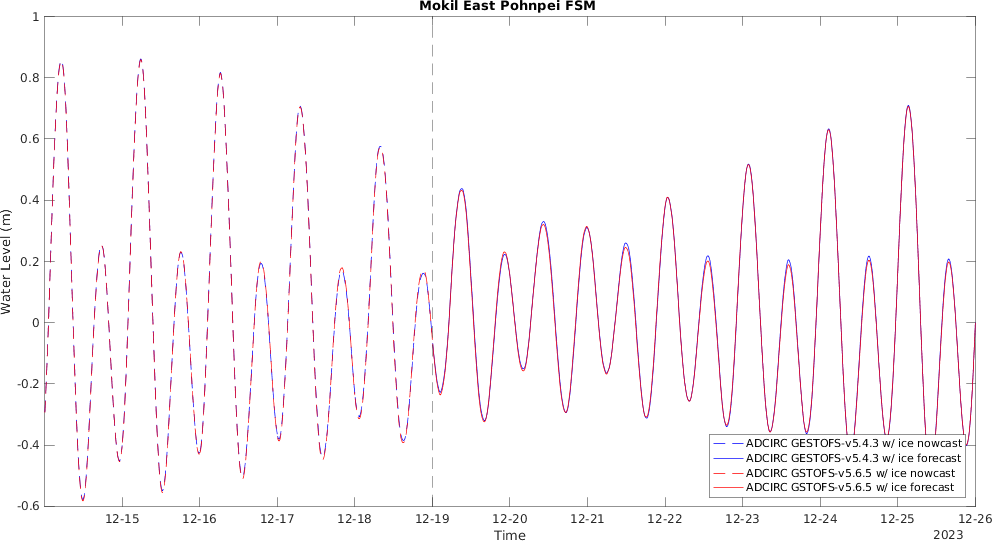 Mokil East Pohnpei FSM
1
0.8
0.6
0.4
0.2
0
-0.2
-0.4
-0.6
Water Level (m)
ADCIRC GESTOFS-v5.4.3 w/ ice nowcast
ADCIRC GESTOFS-v5.4.3 w/ ice forecast
ADCIRC GSTOFS-v5.6.5 w/ ice nowcast
ADCIRC GSTOFS-v5.6.5 w/ ice forecast
12-15 12-16 12-17 12-18 12-19 12-20 12-21 12-22 12-23 12-24 12-25 12-26
Time
2023